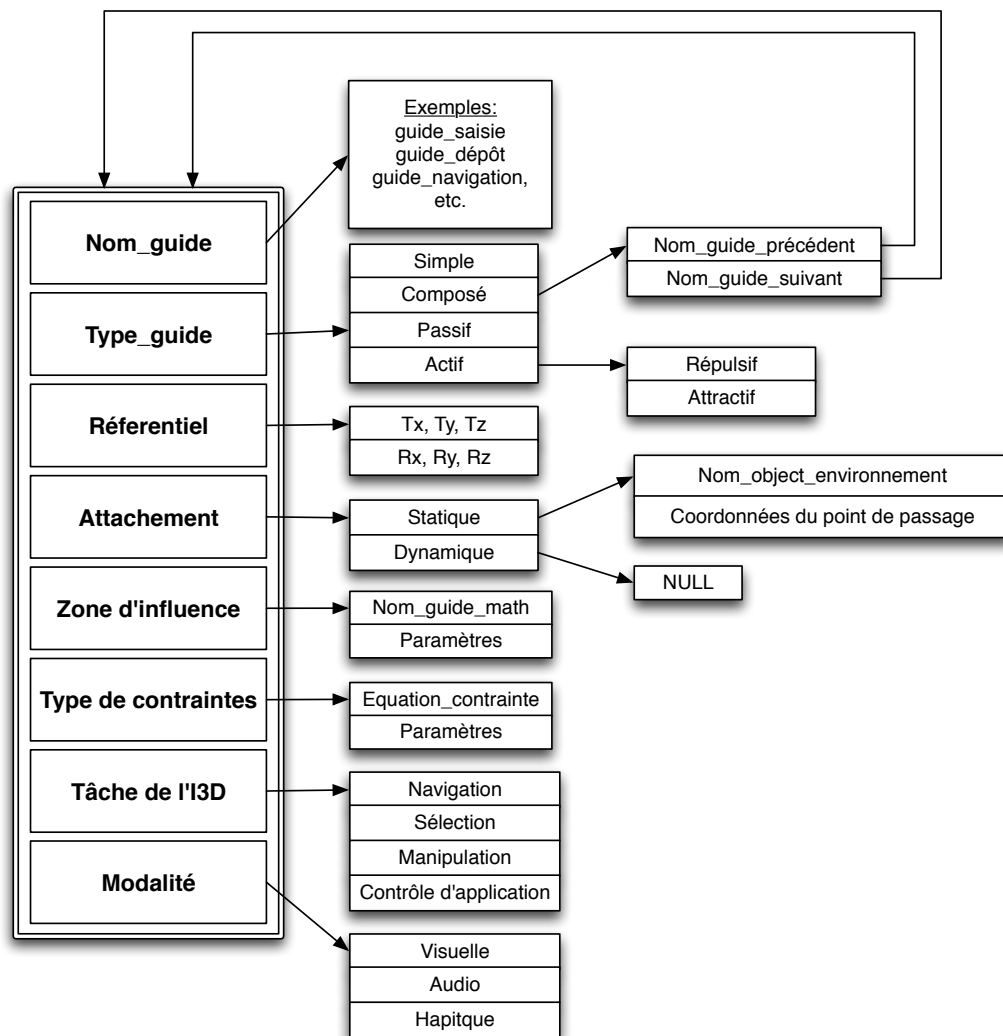 Exemples:
guide_saisie
guide_dépôt
guide_navigation,
etc.
Nom_guide
Type_guide
Réferentiel
Attachement
Zone d'influence
Type de contraintes
Tâche de l'I3D
Modalité
Simple
Composé
Passif
Actif
Nom_guide_précédent
Nom_guide_suivant
Répulsif
Attractif
Tx, Ty, Tz
Rx, Ry, Rz
Statique
Dynamique
Nom_object_environnement
Coordonnées du point de passage
NULL
Nom_guide_math
Paramètres
Equation_contrainte
Paramètres
Navigation
Sélection
Manipulation
Contrôle d'application
Visuelle
Audio
Hapitque